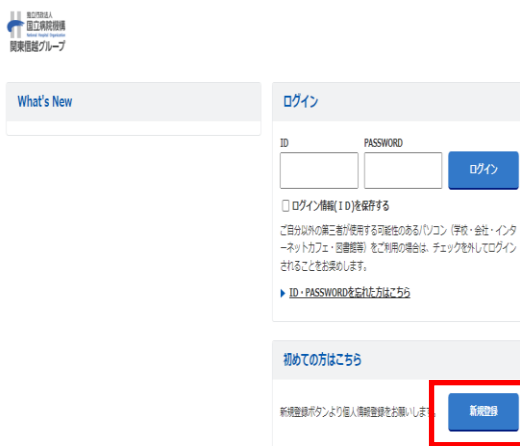 独立行政法人
国立病院機構
National Hospital Organization
関東信越グループ
What's New
ログイン
ID PASSWORD
ログイン
ログイン情報(ID)を保存する
ご自分以外の第三者が使用する可能性のあるパソコン（学校・会社・インタ
ーネットカフェ・図書館等）をご利用の場合は、チェックを外してログイン
されることをお奨めします。
ID・PASSWORDを忘れた方はこちら
初めての方はこちら
新規登録ボタンより個人情報登録をお願いします
新規登録